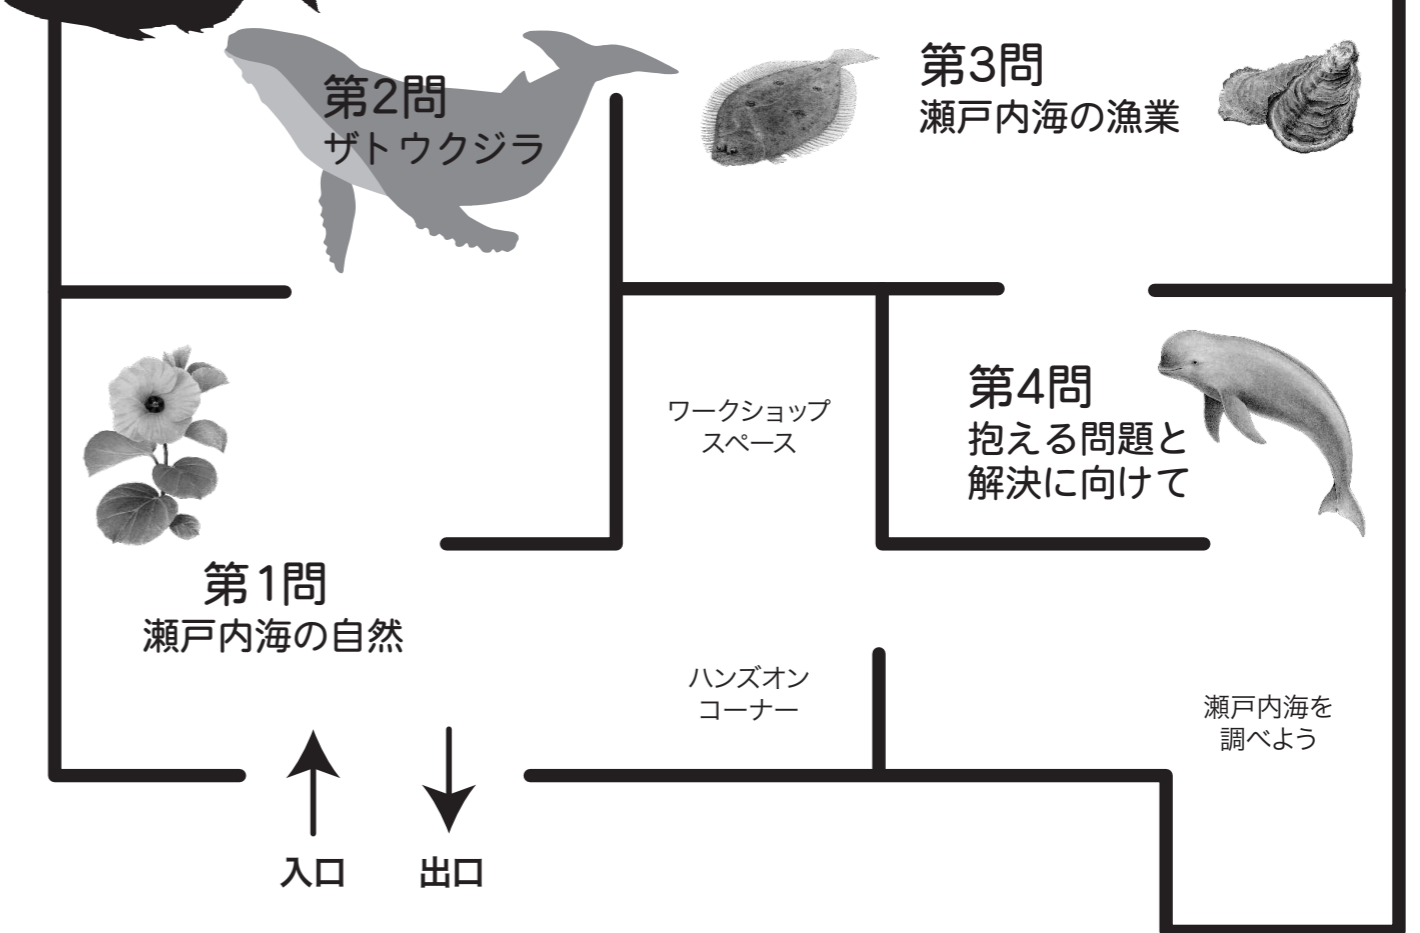 第2問
ザトウクジラ
第3問
瀬戸内海の漁業
ワークショップ
スペース
第4問
抱える問題と
解決に向けて
第1問
瀬戸内海の自然
ハンズオン
コーナー
瀬戸内海を
調べよう
入口
出口